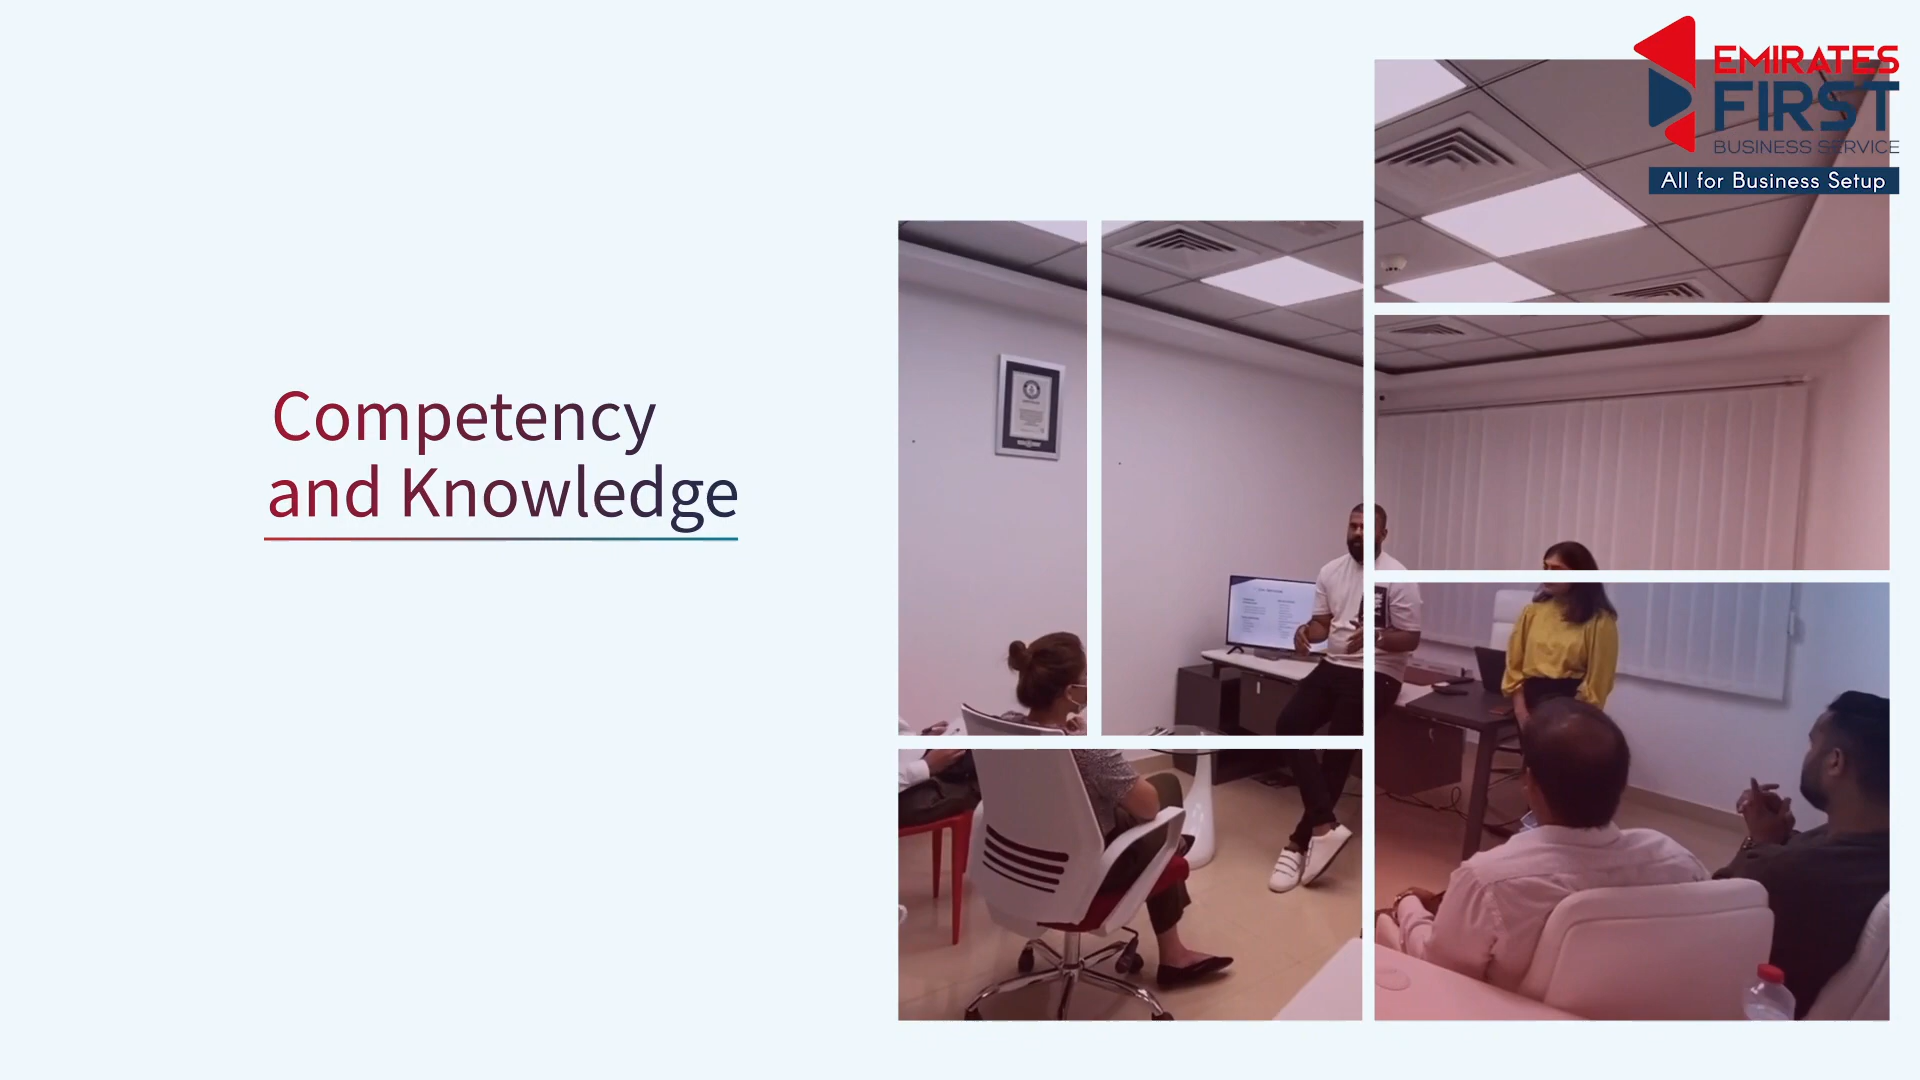 EMIRATES
FIRST
BUSINESS SERVICE
All for Business Setup
Competency
and Knowledge